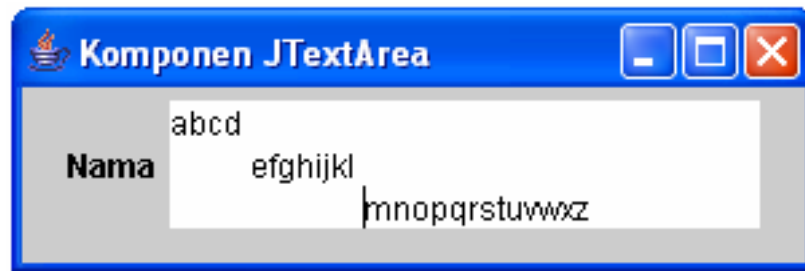 Komponen JTextArea
abcd
Nama efghijkl
mnopqrstuvwxz